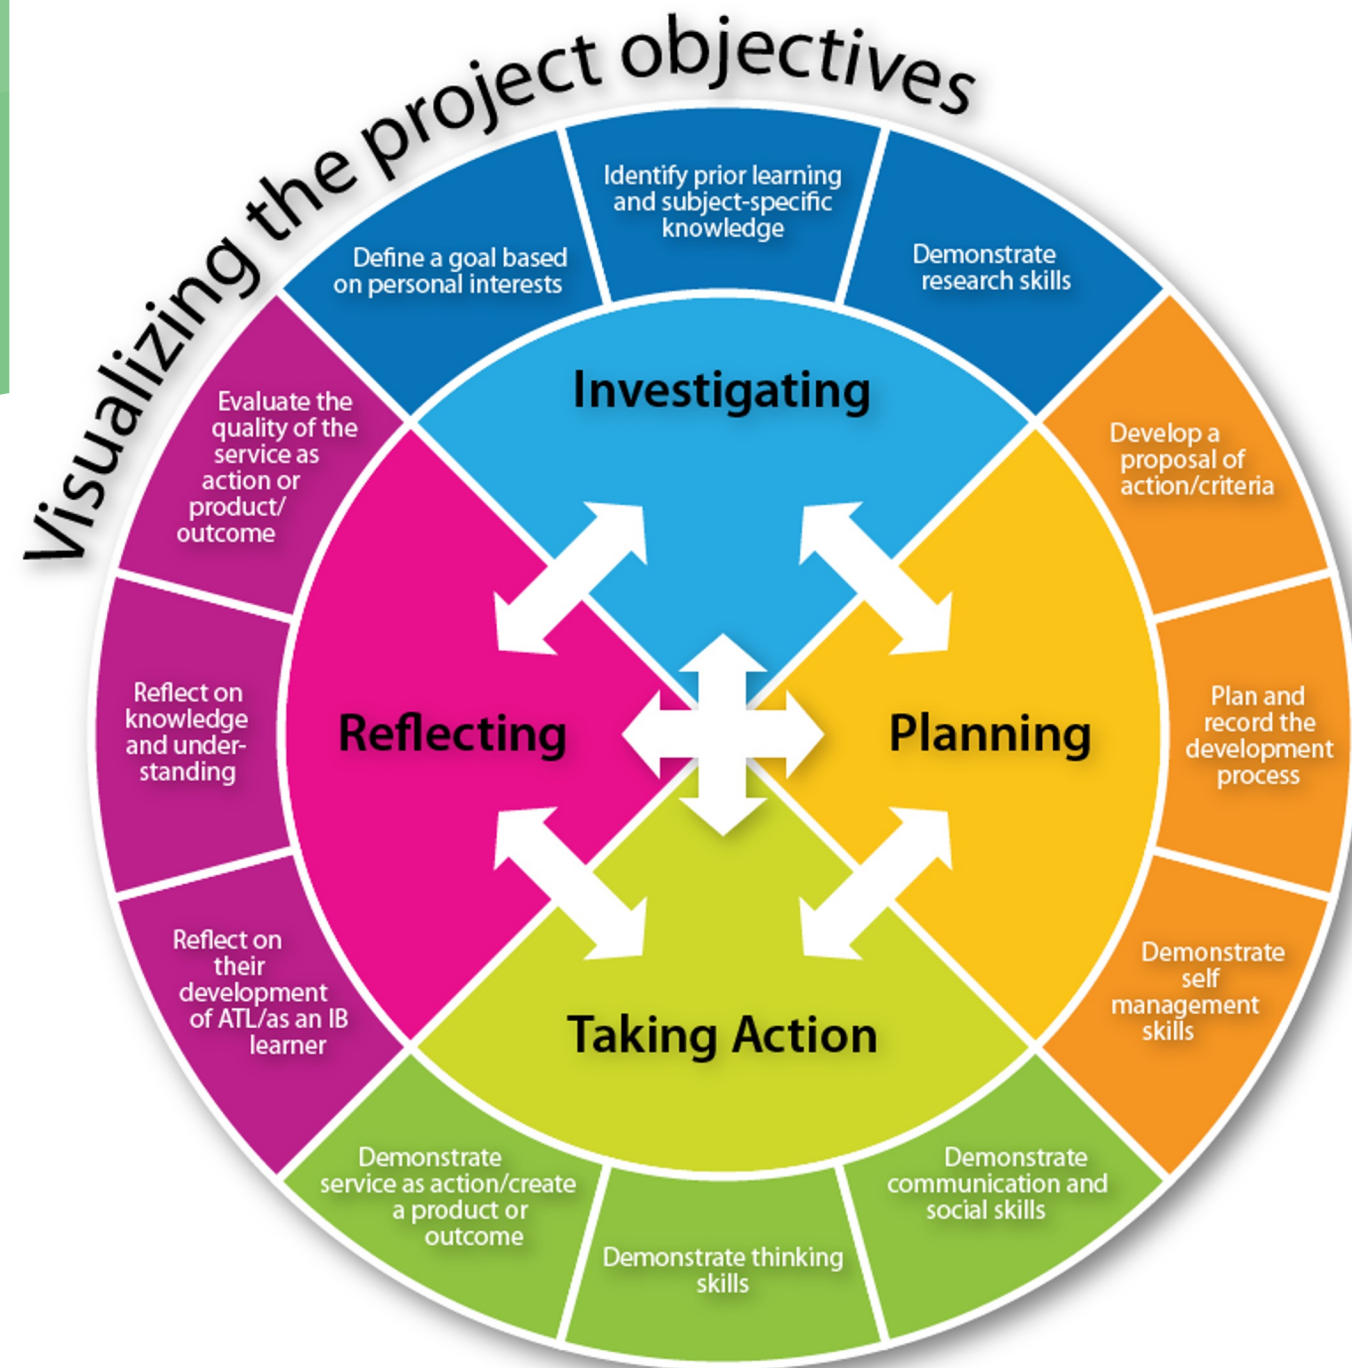 Visualizing the project objectives
Define a goal based
on personal interests
Identify prior learning
and subject-specific
knowledge
Demonstrate
research skills
Investigating
Develop a
proposal of
action/criteria
Plan and
record the
development
process
Demonstrate
self
management
skills
Planning
Demonstrate
communication and
social skills
Demonstrate thinking
skills
Demonstrate
service as action/create
a product or
outcome
Taking Action
Reflect on
their
development
of ATL/as an IB
learner
Reflect on
knowledge
and under-
standing
Evaluate the
quality of the
service as
action or
product/
outcome
Reflecting